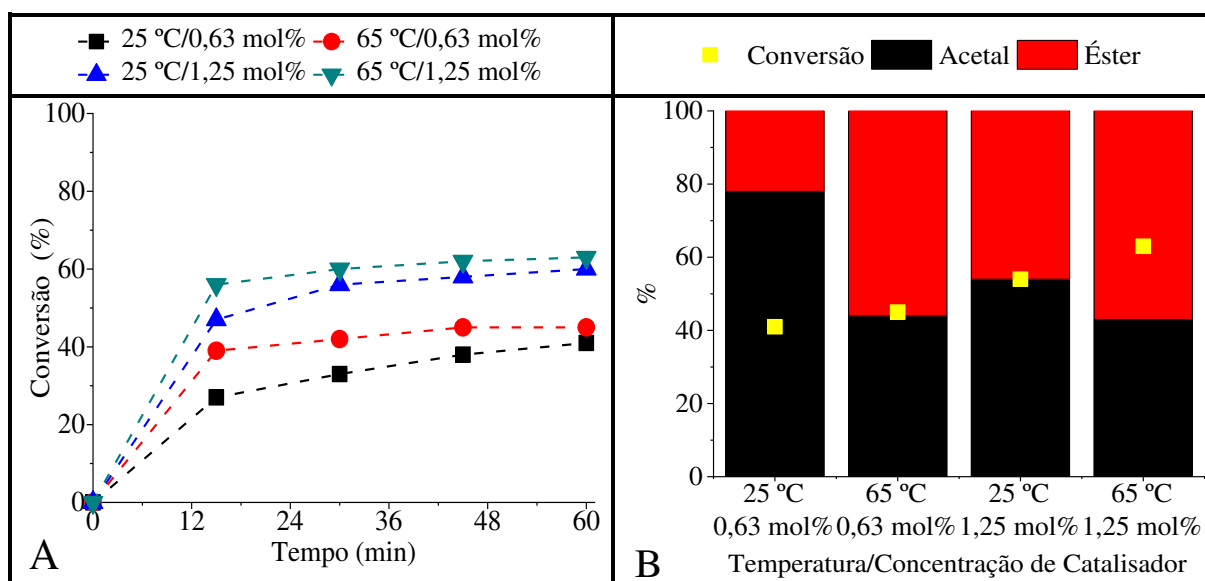 25 ºC/0,63 mol% 65 ºC/0,63 mol%
25 ºC/1,25 mol% 65 ºC/1,25 mol%
Conversão (%)
100
80
60
40
20
0
0 12 24 36 48 60
Tempo (min)
A
Conversão Acetal Éster
%
100
80
60
40
20
0
25 ºC 65 ºC 25 ºC 65 ºC
0,63 mol% 0,63 mol% 1,25 mol% 1,25 mol%
Temperatura/Concentração de Catalisador
B